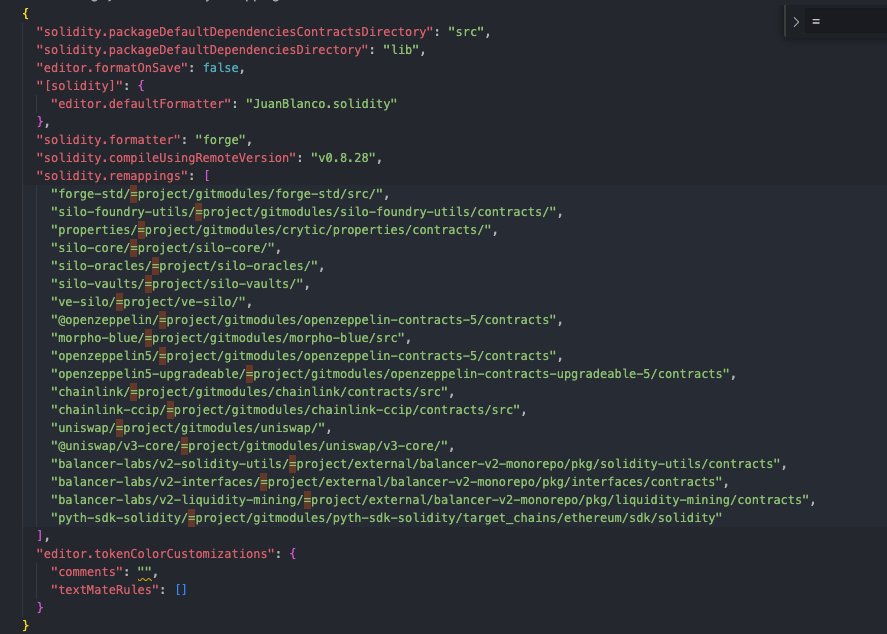 {
"solidity.packageDefaultDependenciesContractsDirectory": "src",
"solidity.packageDefaultDependenciesDirectory": "lib",
"editor.formatOnSave": false,
"[solidity]": {
"editor.defaultFormatter": "JuanBlanco.solidity"
},
"solidity.formatter": "forge",
"solidity.compileUsingRemoteVersion": "v0.8.28",
"solidity.remappings": [
"forge-std/=project/gitmodules/forge-std/src/",
"silo-foundry-utils/=project/gitmodules/silo-foundry-utils/contracts/",
"properties/=project/gitmodules/crytic/properties/contracts/",
"silo-core/=project/silo-core/",
"silo-oracles/=project/silo-oracles/",
"silo-vaults/=project/silo-vaults/",
"ve-silo/=project/ve-silo/",
"@openzeppelin/=project/gitmodules/openzeppelin-contracts-5/contracts",
"morpho-blue/=project/gitmodules/morpho-blue/src",
"openzeppelin5/=project/gitmodules/openzeppelin-contracts-5/contracts",
"openzeppelin5-upgradeable/=project/gitmodules/openzeppelin-contracts-upgradeable-5/contracts",
"chainlink/=project/gitmodules/chainlink/contracts/src",
"chainlink-ccip/=project/gitmodules/chainlink-ccip/contracts/src",
"uniswap/=project/gitmodules/uniswap/",
"@uniswap/v3-core/=project/gitmodules/uniswap/v3-core/",
"balancer-labs/v2-solidity-utils/=project/external/balancer-v2-monorepo/pkg/solidity-utils/contracts",
"balancer-labs/v2-interfaces/=project/external/balancer-v2-monorepo/pkg/interfaces/contracts",
"balancer-labs/v2-liquidity-mining/=project/external/balancer-v2-monorepo/pkg/liquidity-mining/contracts",
"pyth-sdk-solidity/=project/gitmodules/pyth-sdk-solidity/target_chains/ethereum/sdk/solidity"
],
"editor.tokenColorCustomizations": {
"comments": "",
"textMateRules": []
}
}
> =